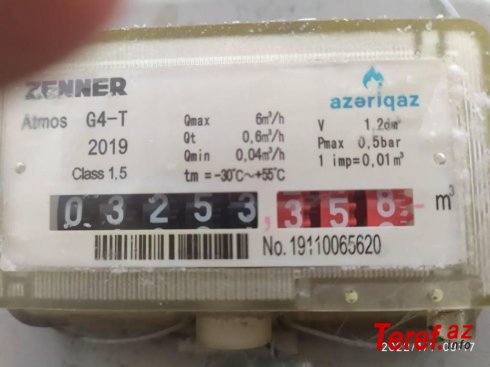 ZENNER
Atmos G4-T
2019
Class 1.5
Qmax 6m³/h
Qt 0,6m³/h
Qmin 0,04m³/h
tm = -30°C~+55°C
azəriqaz
V 1,2dm³
Pmax 0,5bar
1 imp=0,01m³
03253,358 m³
No. 19110065620
Teref.az
.info